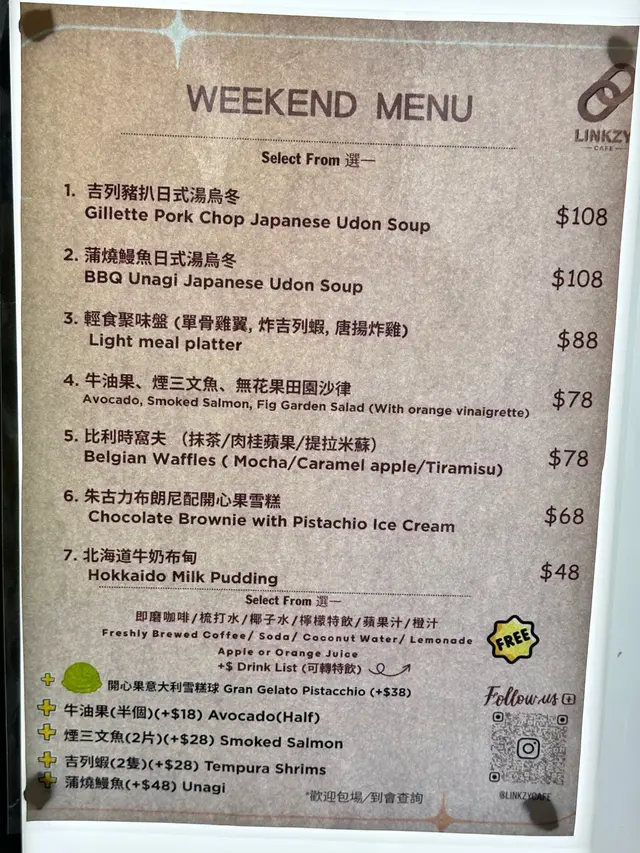 WEEKEND MENU
LINKZY
CAFE
Select From 選一
1. 吉列豬扒日式湯烏冬
Gillette Pork Chop Japanese Udon Soup
$108
2. 蒲燒鰻魚日式湯烏冬
BBQ Unagi Japanese Udon Soup
$108
3. 輕食聚味盤 (單骨雞翼, 炸吉列蝦, 唐揚炸雞)
Light meal platter
$88
4. 牛油果、煙三文魚、無花果田園沙律
Avocado, Smoked Salmon, Fig Garden Salad (With orange vinaigrette)
$78
5. 比利時窩夫 （抹茶/肉桂蘋果/提拉米蘇）
Belgian Waffles ( Mocha/Caramel apple/Tiramisu)
$78
6. 朱古力布朗尼配開心果雪糕
Chocolate Brownie with Pistachio Ice Cream
$68
7. 北海道牛奶布甸
Hokkaido Milk Pudding
$48
Select From 選一
即磨咖啡/梳打水/椰子水/檸檬特飲/蘋果汁/橙汁
Freshly Brewed Coffee/ Soda/ Coconut Water/ Lemonade
Apple or Orange Juice
FREE
+$ Drink List (可轉特飲)
+ 開心果意大利雪糕球 Gran Gelato Pistacchio (+$38)
+ 牛油果(半個)(+$18) Avocado(Half)
+ 煙三文魚(2片)(+$28) Smoked Salmon
+ 吉列蝦(2隻)(+$28) Tempura Shrims
+ 蒲燒鰻魚(+$48) Unagi
Follow us
@LINKZYCAFE
*歡迎包場/到會查詢